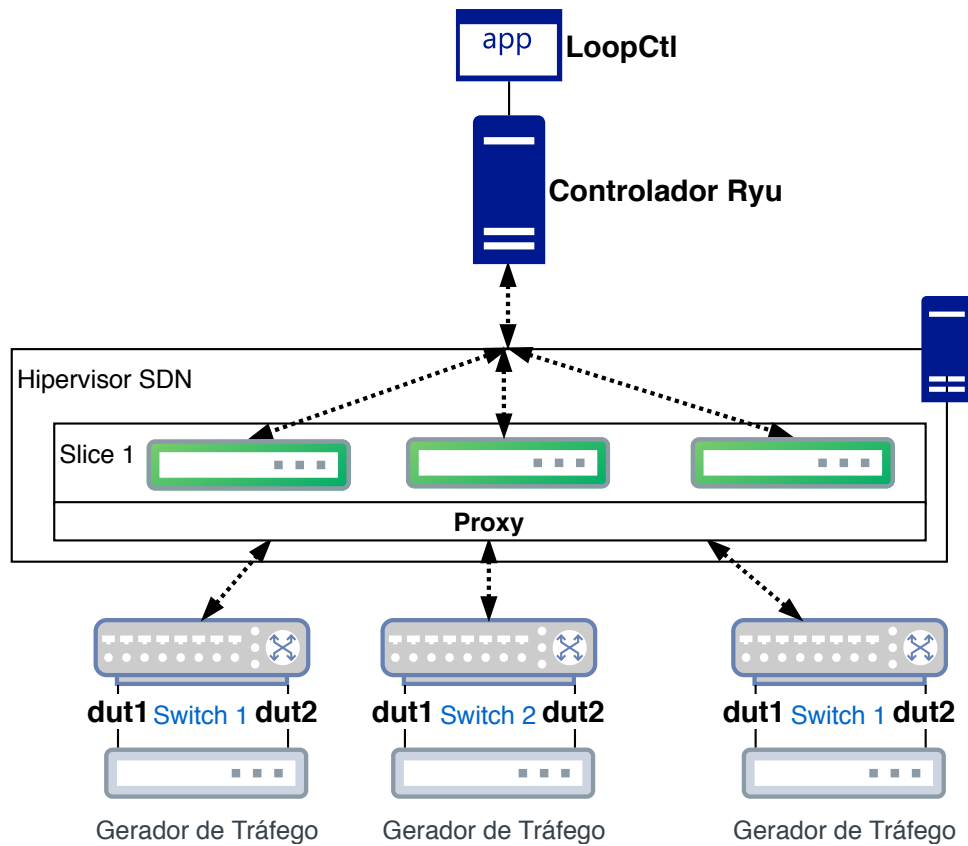 app
LoopCtl
Controlador Ryu
Hipervisor SDN
Slice 1
Proxy
dut1 Switch 1 dut2
dut1 Switch 2 dut2
dut1 Switch 1 dut2
Gerador de Tráfego
Gerador de Tráfego
Gerador de Tráfego